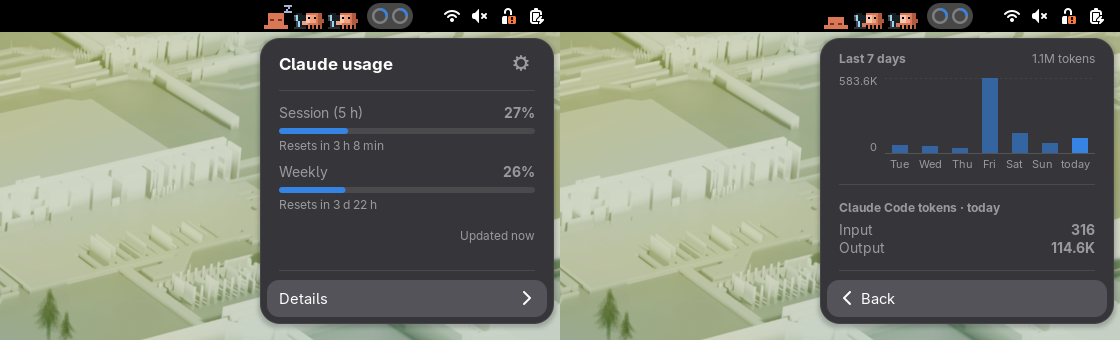 z
Claude usage
Session (5 h) 27%
Resets in 3 h 8 min
Weekly 26%
Resets in 3 d 22 h
Updated now
Details
Last 7 days 1.1M tokens
583.6K
0
Tue Wed Thu Fri Sat Sun today
Claude Code tokens · today
Input 316
Output 114.6K
Back